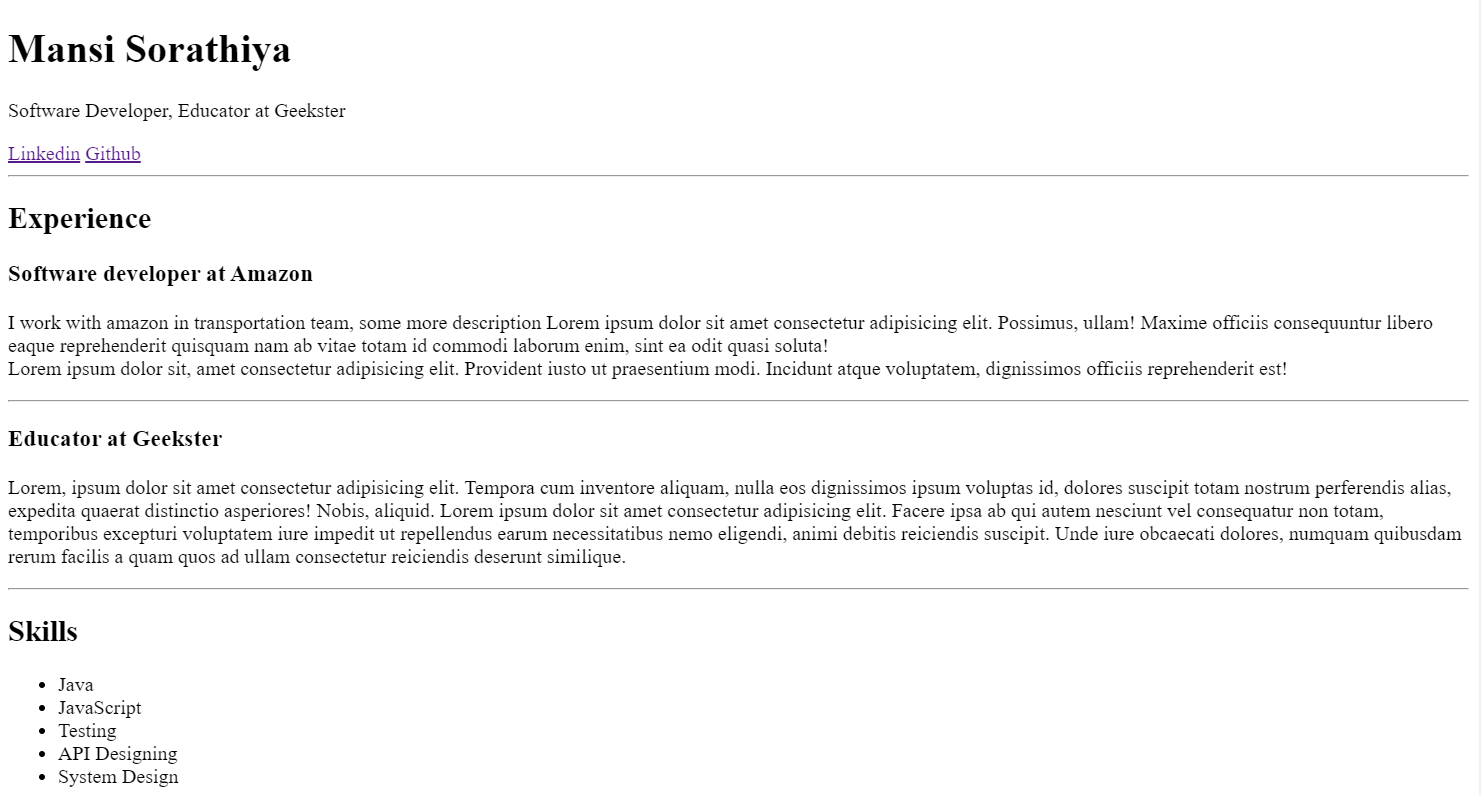 Mansi Sorathiya
Software Developer, Educator at Geekster
Linkedin Github
Experience
Software developer at Amazon
I work with amazon in transportation team, some more description Lorem ipsum dolor sit amet consectetur adipisicing elit. Possimus, ullam! Maxime officiis consequuntur libero
eaque reprehenderit quisquam nam ab vitae totam id commodi laborum enim, sint ea odit quasi soluta!
Lorem ipsum dolor sit, amet consectetur adipisicing elit. Provident iusto ut praesentium modi. Incidunt atque voluptatem, dignissimos officiis reprehenderit est!
Educator at Geekster
Lorem, ipsum dolor sit amet consectetur adipisicing elit. Tempora cum inventore aliquam, nulla eos dignissimos ipsum voluptas id, dolores suscipit totam nostrum perferendis alias,
expedita quaerat distinctio asperiores! Nobis, aliquid. Lorem ipsum dolor sit amet consectetur adipisicing elit. Facere ipsa ab qui autem nesciunt vel consequatur non totam,
temporibus excepturi voluptatem iure impedit ut repellendus earum necessitatibus nemo eligendi, animi debitis reiciendis suscipit. Unde iure obcaecati dolores, numquam quibusdam
rerum facilis a quam quos ad ullam consectetur reiciendis deserunt similique.
Skills
• Java
• JavaScript
• Testing
• API Designing
• System Design